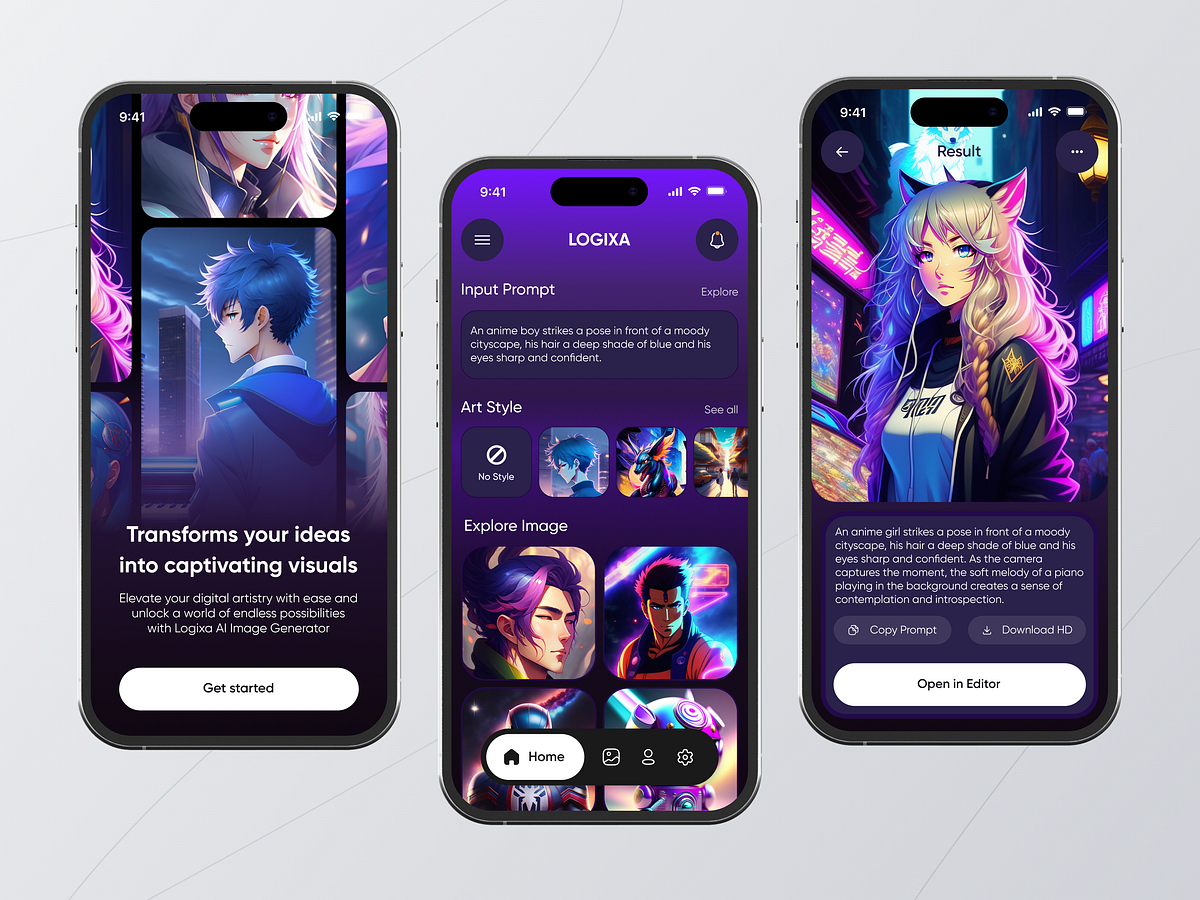 9:41
Transforms your ideas
into captivating visuals
Elevate your digital artistry with ease and
unlock a world of endless possibilities
with Logixa AI Image Generator
Get started
9:41
LOGIXA
Input Prompt
Explore
An anime boy strikes a pose in front of a moody
cityscape, his hair a deep shade of blue and his
eyes sharp and confident.
Art Style
See all
No Style
Explore Image
Home
9:41
Result
An anime girl strikes a pose in front of a moody
cityscape, his hair a deep shade of blue and his
eyes sharp and confident. As the camera
captures the moment, the soft melody of a piano
playing in the background creates a sense of
contemplation and introspection.
Copy Prompt
Download HD
Open in Editor